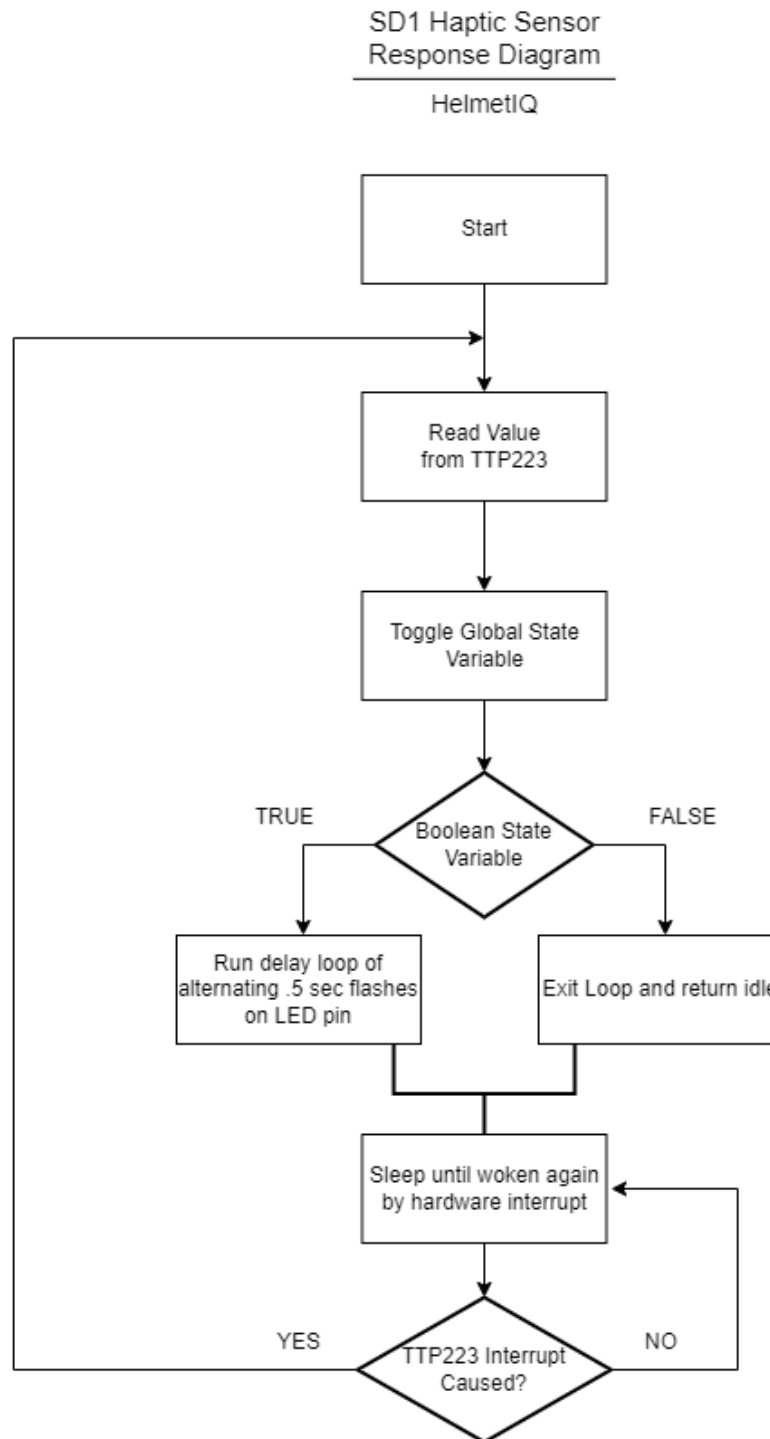 SD1 Haptic Sensor
Response Diagram
HelmetIQ
Start
Read Value
from TTP223
Toggle Global State
Variable
TRUE
Boolean State
Variable
FALSE
Run delay loop of
alternating .5 sec flashes
on LED pin
Exit Loop and return idle
Sleep until woken again
by hardware interrupt
YES
TTP223 Interrupt
Caused?
NO